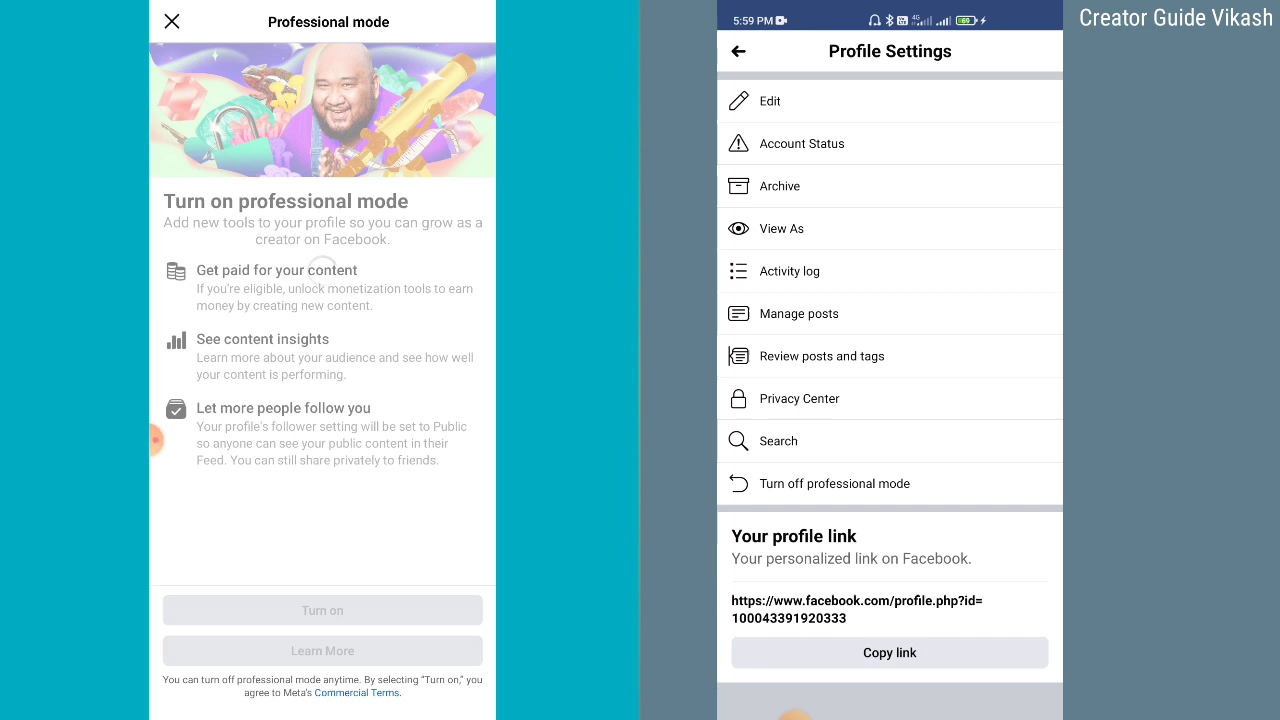 Professional mode
Turn on professional mode
Add new tools to your profile so you can grow as a
creator on Facebook.
Get paid for your content
If you're eligible, unlock monetization tools to earn
money by creating new content.
See content insights
Learn more about your audience and see how well
your content is performing.
Let more people follow you
Your profile's follower setting will be set to Public
so anyone can see your public content in their
Feed. You can still share privately to friends.
Turn on
Learn More
You can turn off professional mode anytime. By selecting "Turn on," you
agree to Meta's Commercial Terms.
5:59 PM
4G
69
Profile Settings
Edit
Account Status
Archive
View As
Activity log
Manage posts
Review posts and tags
Privacy Center
Search
Turn off professional mode
Your profile link
Your personalized link on Facebook.
https://www.facebook.com/profile.php?id=
100043391920333
Copy link
Creator Guide Vikash